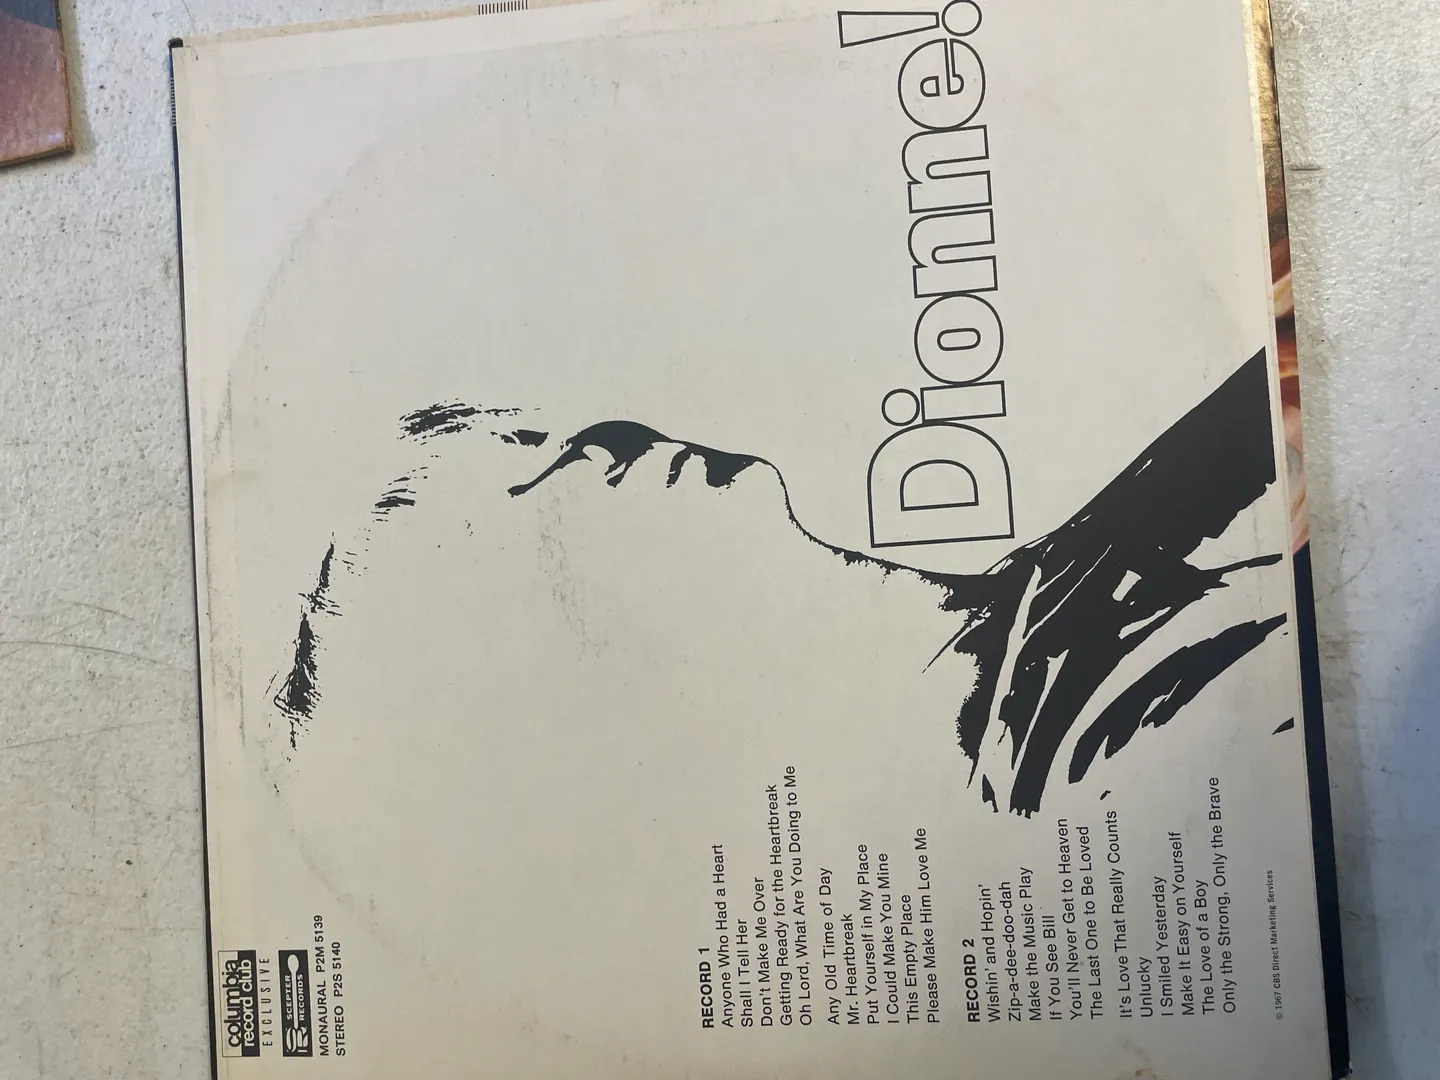 columbia
record club
EXCLUSIVE
SCEPTER
RECORDS
MONAURAL P2M 5139
STEREO P2S 5140
Dionne!
RECORD 1
Anyone Who Had a Heart
Shall I Tell Her
Don't Make Me Over
Getting Ready for the Heartbreak
Oh Lord, What Are You Doing to Me
Any Old Time of Day
Mr. Heartbreak
Put Yourself in My Place
I Could Make You Mine
This Empty Place
Please Make Him Love Me
RECORD 2
Wishin' and Hopin'
Zip-a-dee-doo-dah
Make the Music Play
If You See Bill
You'll Never Get to Heaven
The Last One to Be Loved
It's Love That Really Counts
Unlucky
I Smiled Yesterday
Make It Easy on Yourself
The Love of a Boy
Only the Strong, Only the Brave
© 1967 CBS Direct Marketing Services